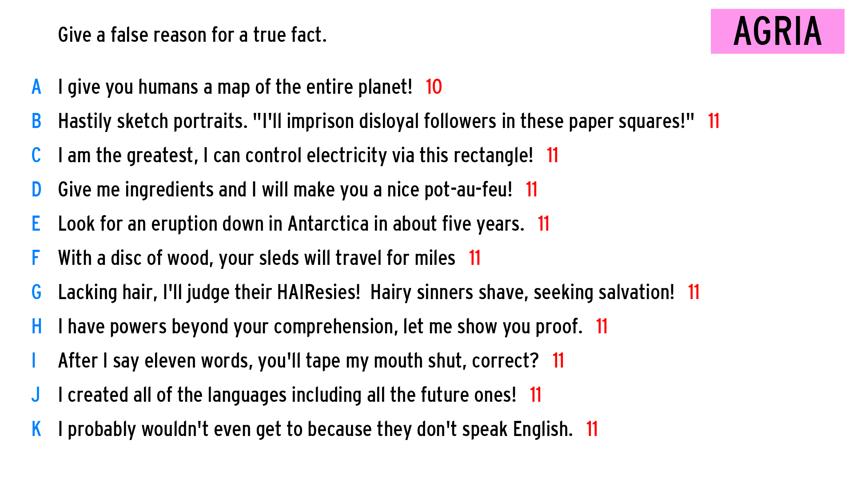 Give a false reason for a true fact.
AGRIA
A I give you humans a map of the entire planet! 10
B Hastily sketch portraits. "I'll imprison disloyal followers in these paper squares!" 11
C I am the greatest, I can control electricity via this rectangle! 11
D Give me ingredients and I will make you a nice pot-au-feu! 11
E Look for an eruption down in Antarctica in about five years. 11
F With a disc of wood, your sleds will travel for miles 11
G Lacking hair, I'll judge their HAIResies! Hairy sinners shave, seeking salvation! 11
H I have powers beyond your comprehension, let me show you proof. 11
I After I say eleven words, you'll tape my mouth shut, correct? 11
J I created all of the languages including all the future ones! 11
K I probably wouldn't even get to because they don't speak English. 11